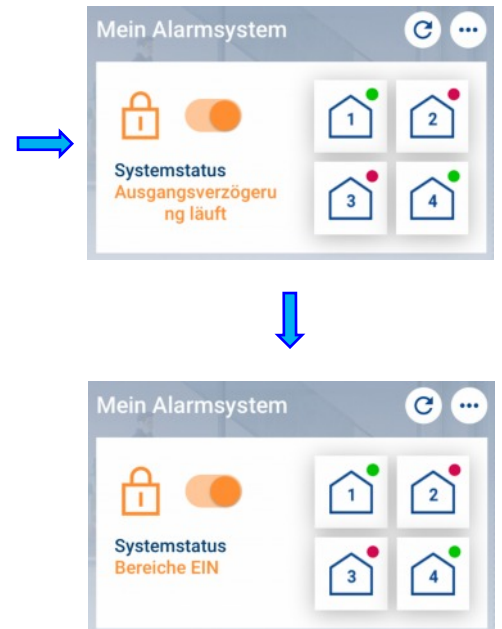 Mein Alarmsystem
1 2
Systemstatus
Ausgangsverzögeru
ng läuft
3 4
Mein Alarmsystem
1 2
Systemstatus
Bereiche EIN
3 4